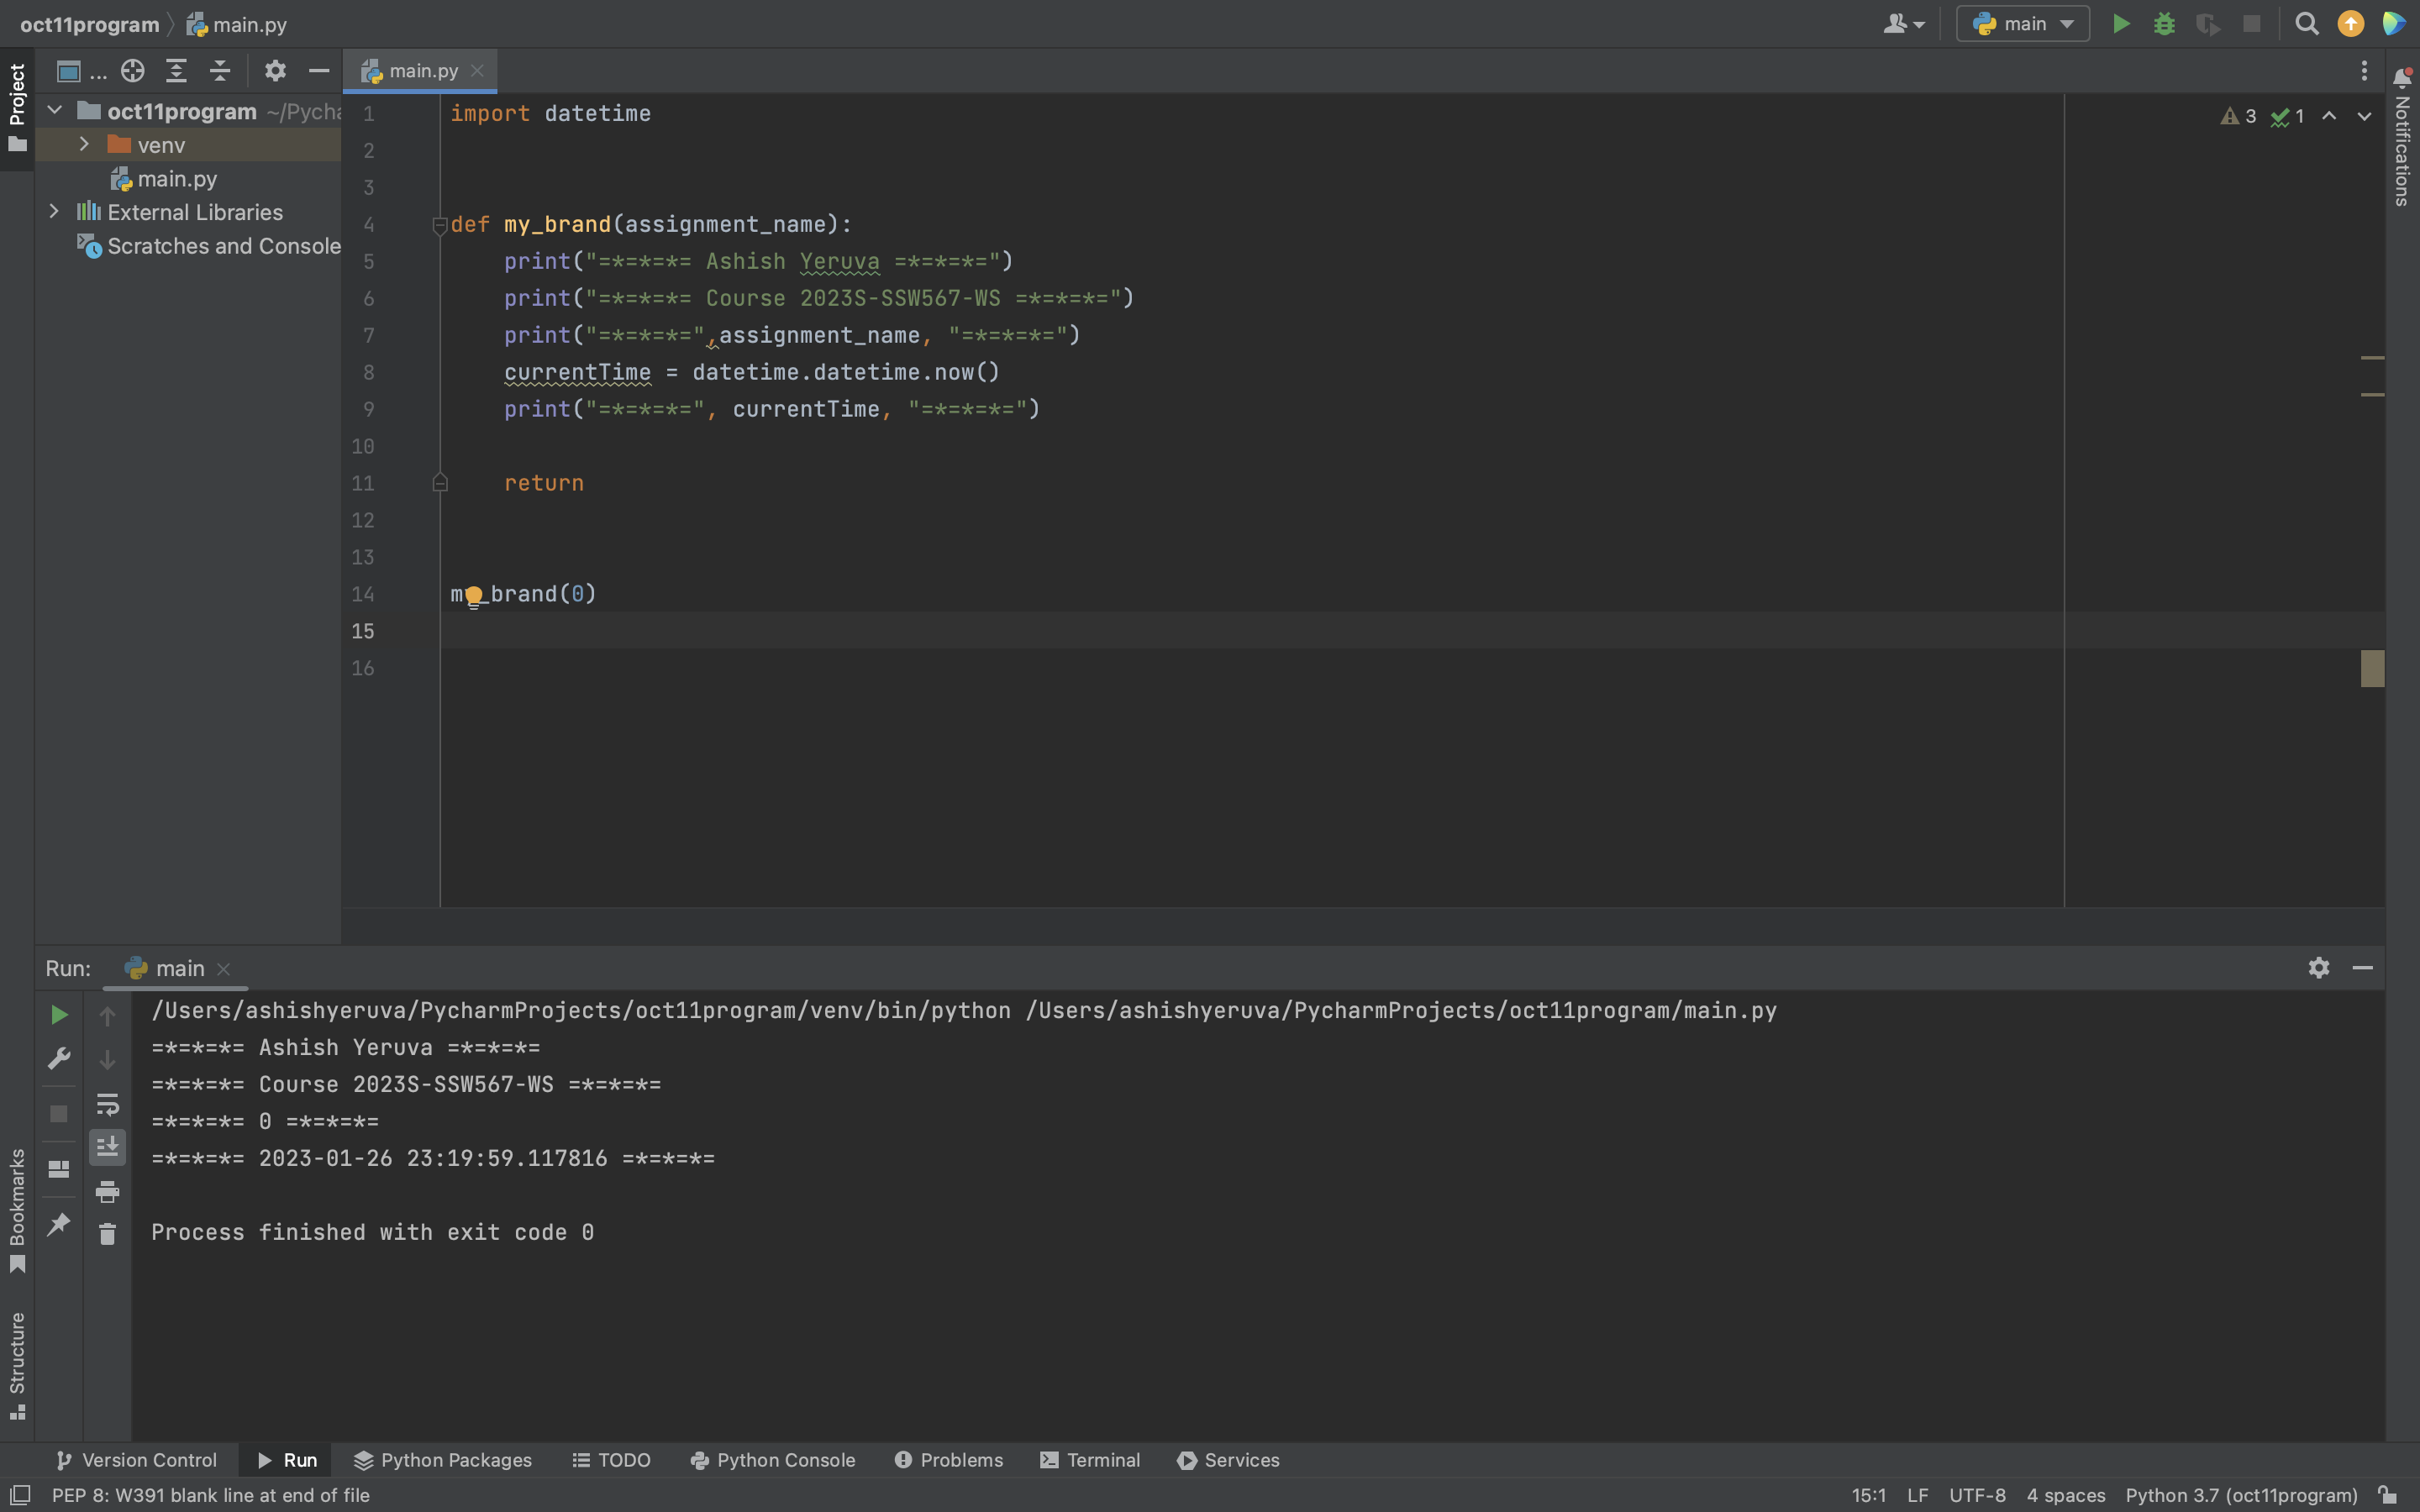 oct11program main.py
main
Project
...
main.py
oct11program ~/Pycha
venv
main.py
External Libraries
Scratches and Console
3 1
Notifications
1 import datetime
2
3
4 def my_brand(assignment_name):
5 print("=*=*=*= Ashish Yeruva =*=*=*=")
6 print("=*=*=*= Course 2023S-SSW567-WS =*=*=*=")
7 print("=*=*=*=",assignment_name, "=*=*=*=")
8 currentTime = datetime.datetime.now()
9 print("=*=*=*=", currentTime, "=*=*=*=")
10
11 return
12
13
14 my_brand(0)
15
16
Run: main
/Users/ashishyeruva/PycharmProjects/oct11program/venv/bin/python /Users/ashishyeruva/PycharmProjects/oct11program/main.py
=*=*=*= Ashish Yeruva =*=*=*=
=*=*=*= Course 2023S-SSW567-WS =*=*=*=
=*=*=*= 0 =*=*=*=
=*=*=*= 2023-01-26 23:19:59.117816 =*=*=*=
Process finished with exit code 0
Bookmarks
Structure
Version Control Run Python Packages TODO Python Console Problems Terminal Services
PEP 8: W391 blank line at end of file 15:1 LF UTF-8 4 spaces Python 3.7 (oct11program)